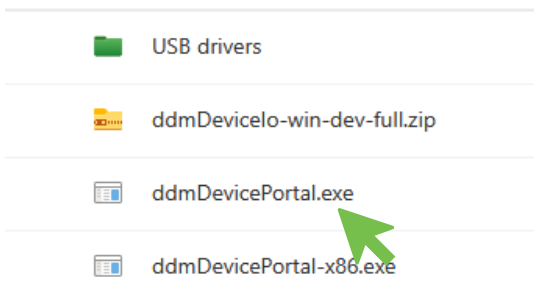 USB drivers
ddmDeviceIo-win-dev-full.zip
ddmDevicePortal.exe
ddmDevicePortal-x86.exe